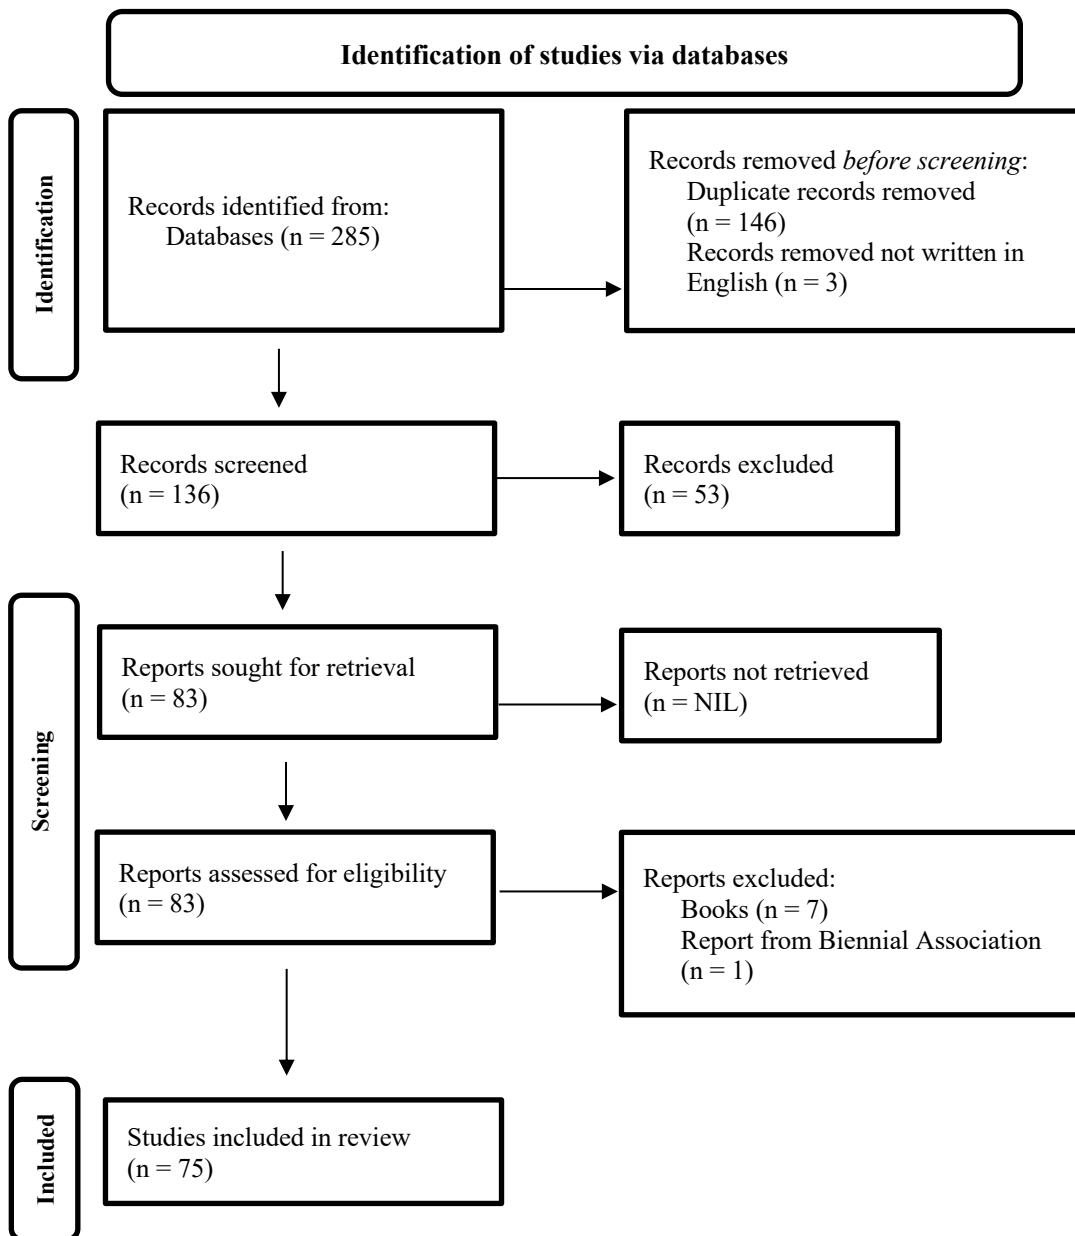 Identification of studies via databases
Identification
Records identified from:
Databases (n = 285)
Records removed before screening:
Duplicate records removed
(n = 146)
Records removed not written in
English (n = 3)
Records screened
(n = 136)
Records excluded
(n = 53)
Screening
Reports sought for retrieval
(n = 83)
Reports not retrieved
(n = NIL)
Reports assessed for eligibility
(n = 83)
Reports excluded:
Books (n = 7)
Report from Biennial Association
(n = 1)
Included
Studies included in review
(n = 75)